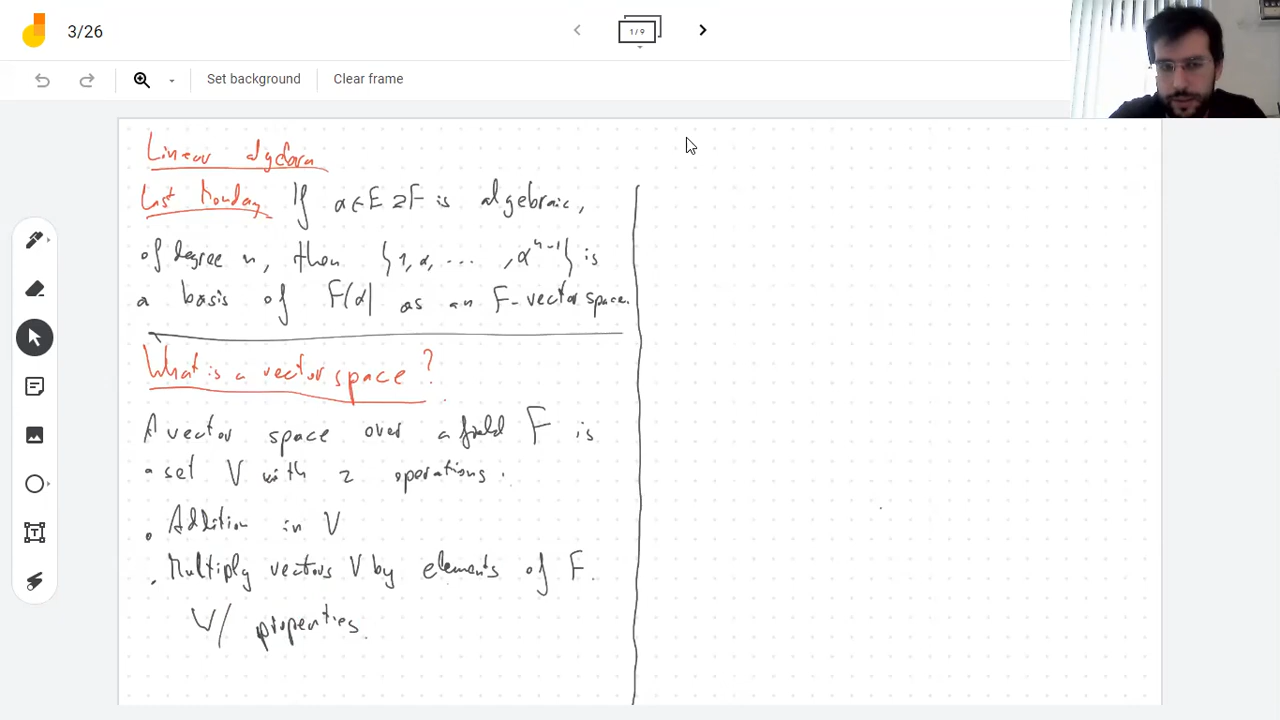 3/26
1/9
Set background
Clear frame
Linear algebra
Last Monday If α ∈ E ⊇ F is algebraic,
of degree n, then {1, α, ... , α^{n-1}} is
a basis of F(α) as an F-vector space.
What is a vector space?
A vector space over a field F is
a set V with 2 operations.
• Addition in V
• Multiply vectors V by elements of F.
W/ properties.